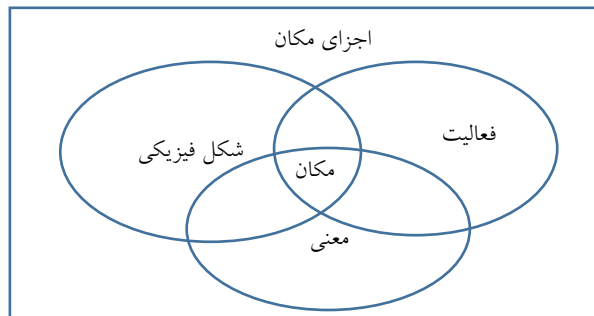 اجزای مکان
فعالیت
شکل فیزیکی
مکان
معنی